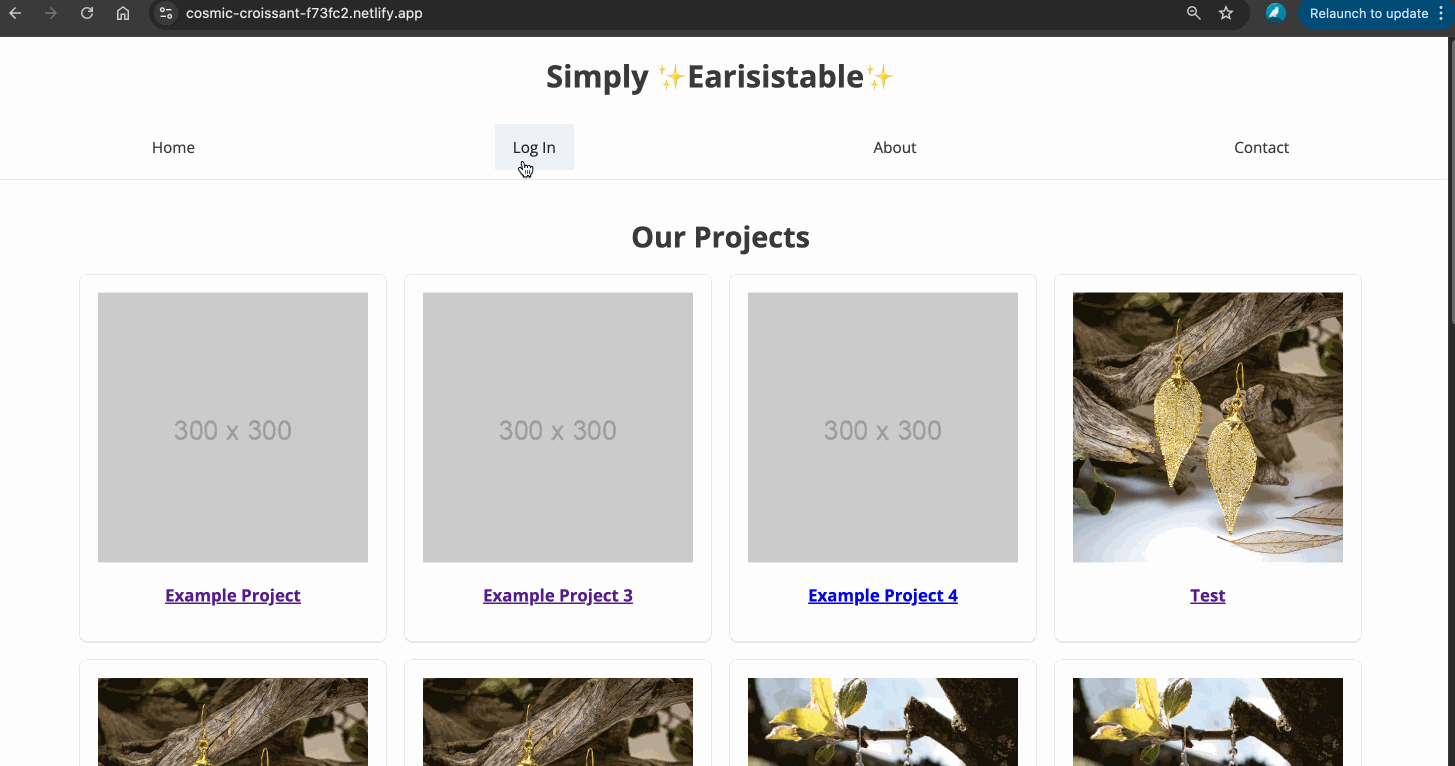 cosmic-croissant-f73fc2.netlify.app
Relaunch to update
Simply ✨Earisistable✨
Home Log In About Contact
Our Projects
300 x 300 300 x 300 300 x 300
Example Project Example Project 3 Example Project 4 Test